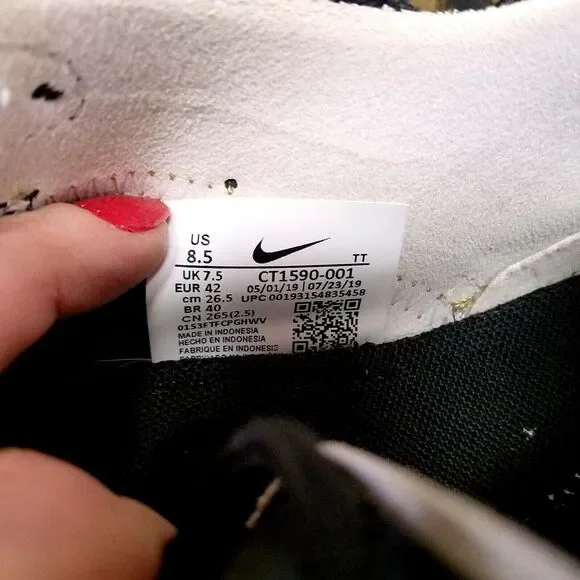 US
8.5
TT
UK 7.5
CT1590-001
EUR 42
05/01/19 | 07/23/19
cm 26.5
UPC 00193154835458
BR 40
CN 265(2.5)
0153FTFCPGHWV
MADE IN INDONESIA
HECHO EN INDONESIA
FABRIQUE EN INDONESIE